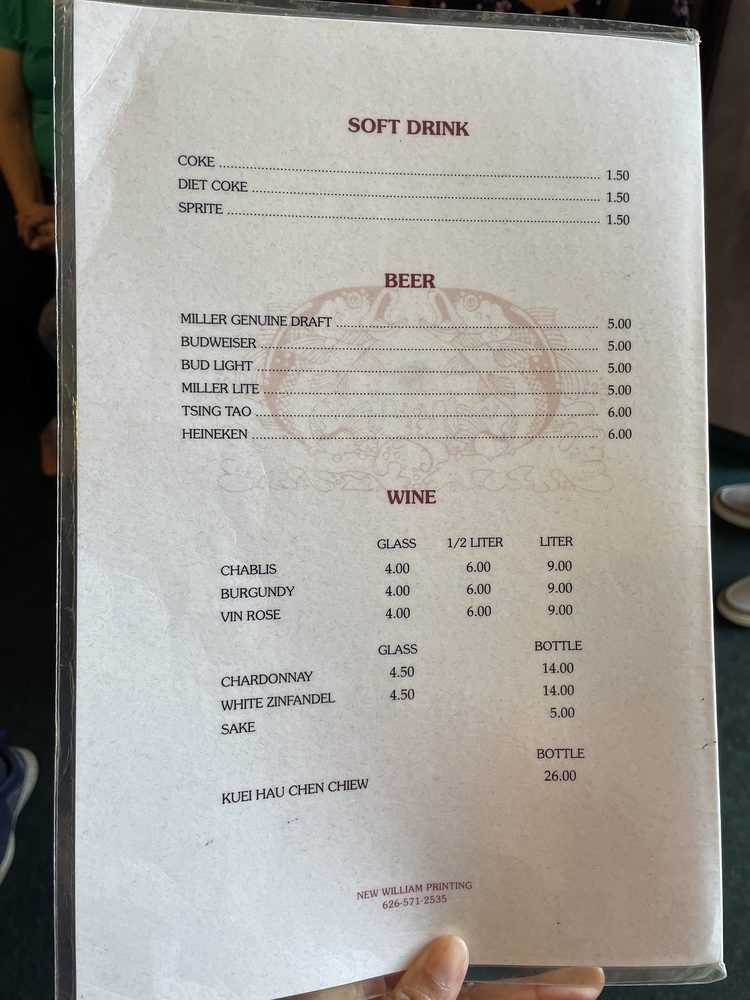 SOFT DRINK
COKE ........ 1.50
DIET COKE ........ 1.50
SPRITE ........ 1.50
BEER
MILLER GENUINE DRAFT ........ 5.00
BUDWEISER ........ 5.00
BUD LIGHT ........ 5.00
MILLER LITE ........ 5.00
TSING TAO ........ 6.00
HEINEKEN ........ 6.00
WINE
GLASS 1/2 LITER LITER
CHABLIS 4.00 6.00 9.00
BURGUNDY 4.00 6.00 9.00
VIN ROSE 4.00 6.00 9.00
GLASS BOTTLE
CHARDONNAY 4.50 14.00
WHITE ZINFANDEL 4.50 14.00
SAKE 5.00
BOTTLE
KUEI HAU CHEN CHIEW 26.00
NEW WILLIAM PRINTING
626-571-2535